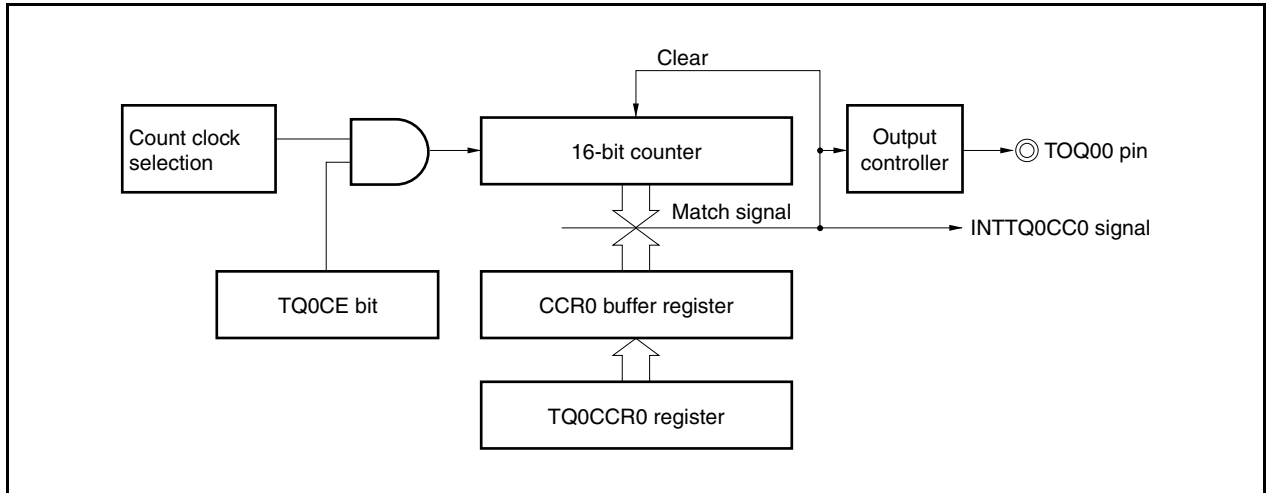 Clear
Count clock
selection
16-bit counter
Output
controller
TOQ00 pin
Match signal
INTTQ0CC0 signal
TQ0CE bit
CCR0 buffer register
TQ0CCR0 register